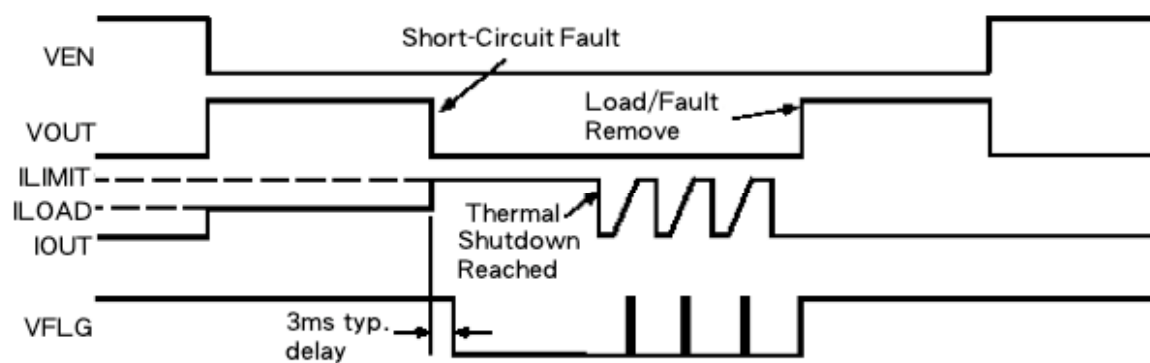 VEN
Short-Circuit Fault
VOUT
Load/Fault
Remove
ILIMIT
ILOAD
IOUT
Thermal
Shutdown
Reached
VFLG
3ms typ.
delay